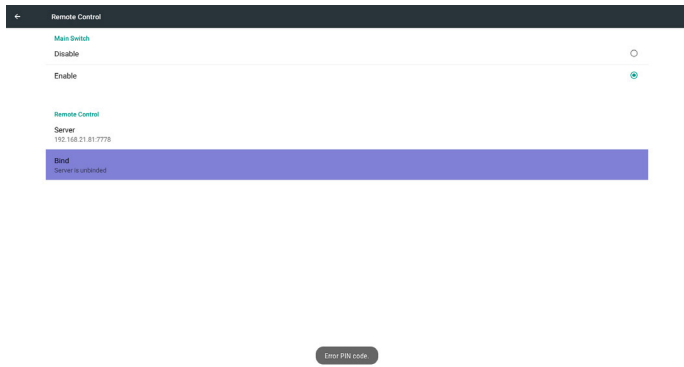 Remote Control
Main Switch
Disable
Enable
Remote Control
Server
192.168.21.81:7778
Bind
Server is unbinded
Error PIN code.